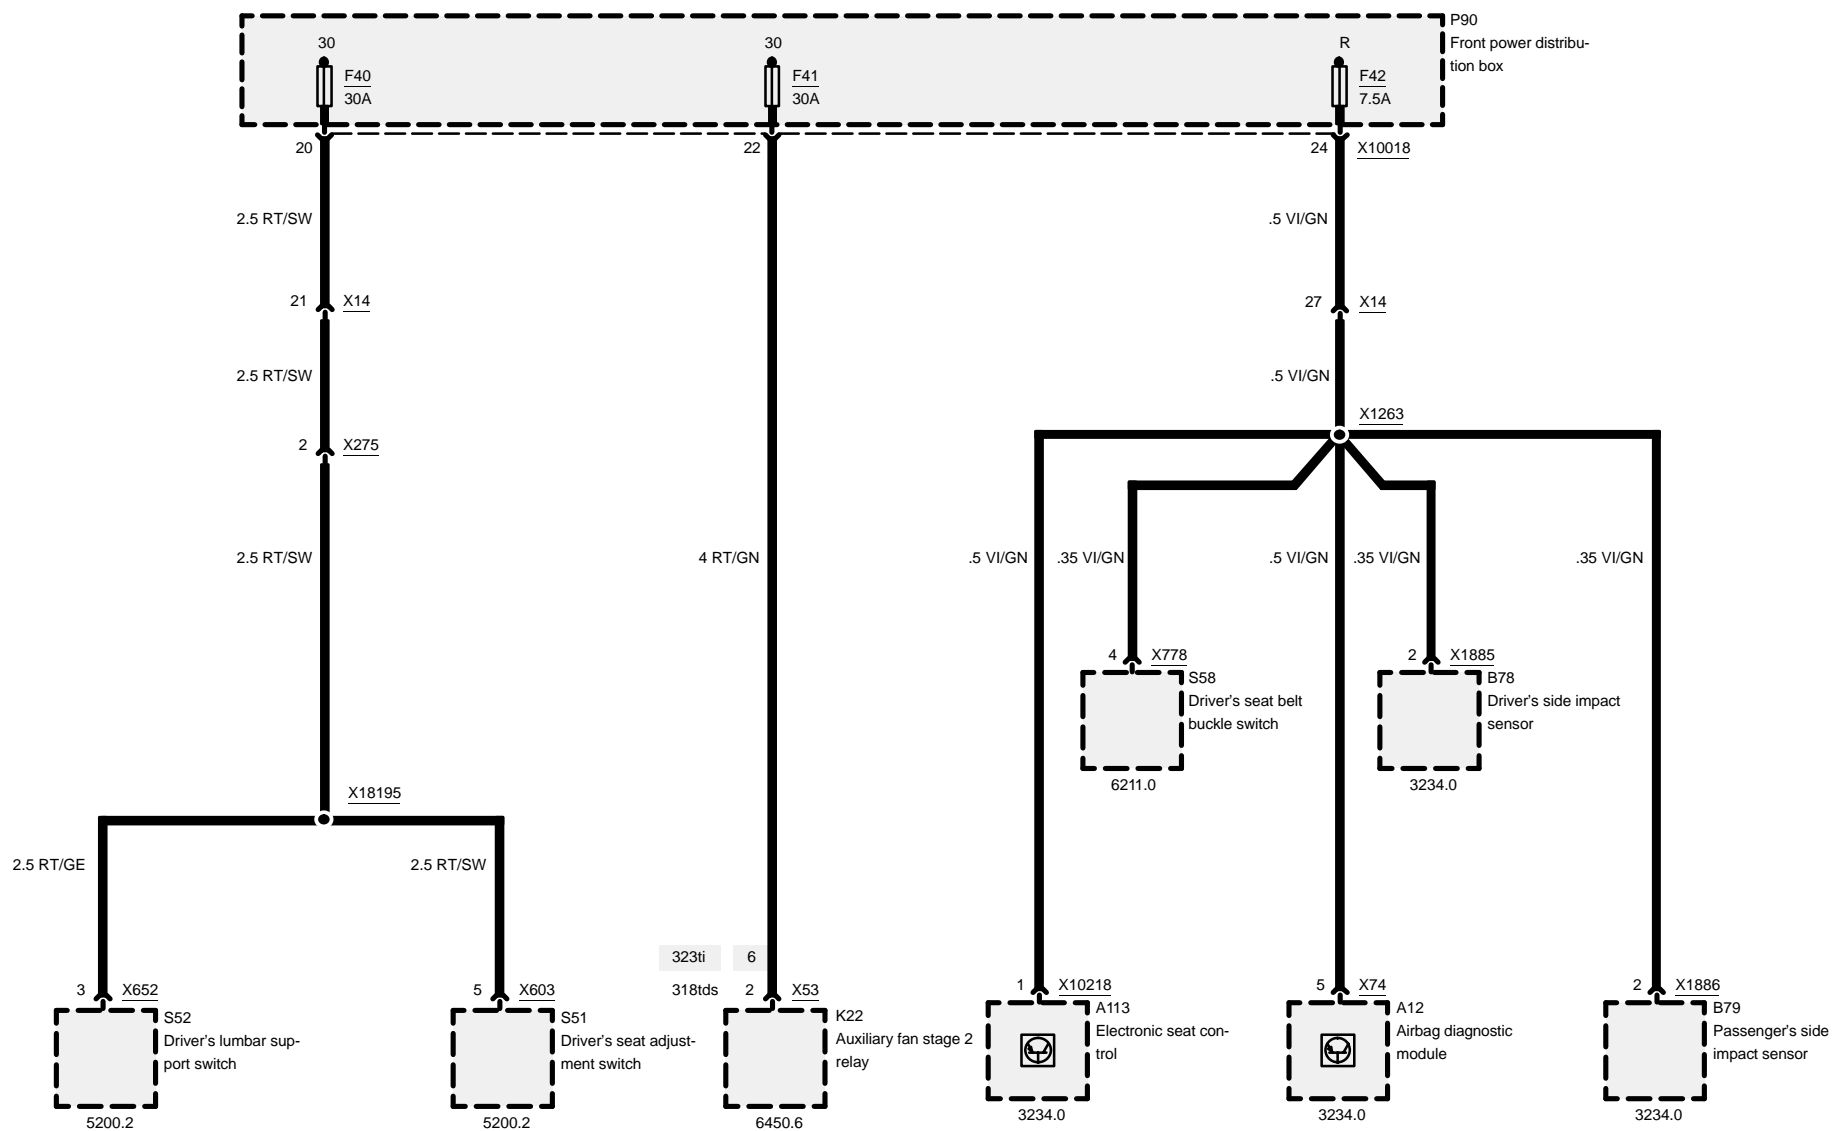 P90
30
30
R
Front power distribu-
tion box
F40
F41
F42
30A
30A
7.5A
20
22
24
X10018
2.5 RT/SW
.5 VI/GN
21
X14
27
X14
2.5 RT/SW
.5 VI/GN
X1263
2
X275
2.5 RT/SW
4 RT/GN
.5 VI/GN
.35 VI/GN
.5 VI/GN
.35 VI/GN
.35 VI/GN
4
X778
2
X1885
S58
Driver's seat belt
buckle switch
B78
Driver's side impact
sensor
6211.0
3234.0
X18195
2.5 RT/GE
2.5 RT/SW
323ti
6
3
X652
5
X603
318tds
2
X53
1
X10218
5
X74
2
X1886
S52
Driver's lumbar sup-
port switch
S51
Driver's seat adjust-
ment switch
K22
Auxiliary fan stage 2
relay
A113
Electronic seat con-
trol
A12
Airbag diagnostic
module
B79
Passenger's side
impact sensor
5200.2
5200.2
6450.6
3234.0
3234.0
3234.0